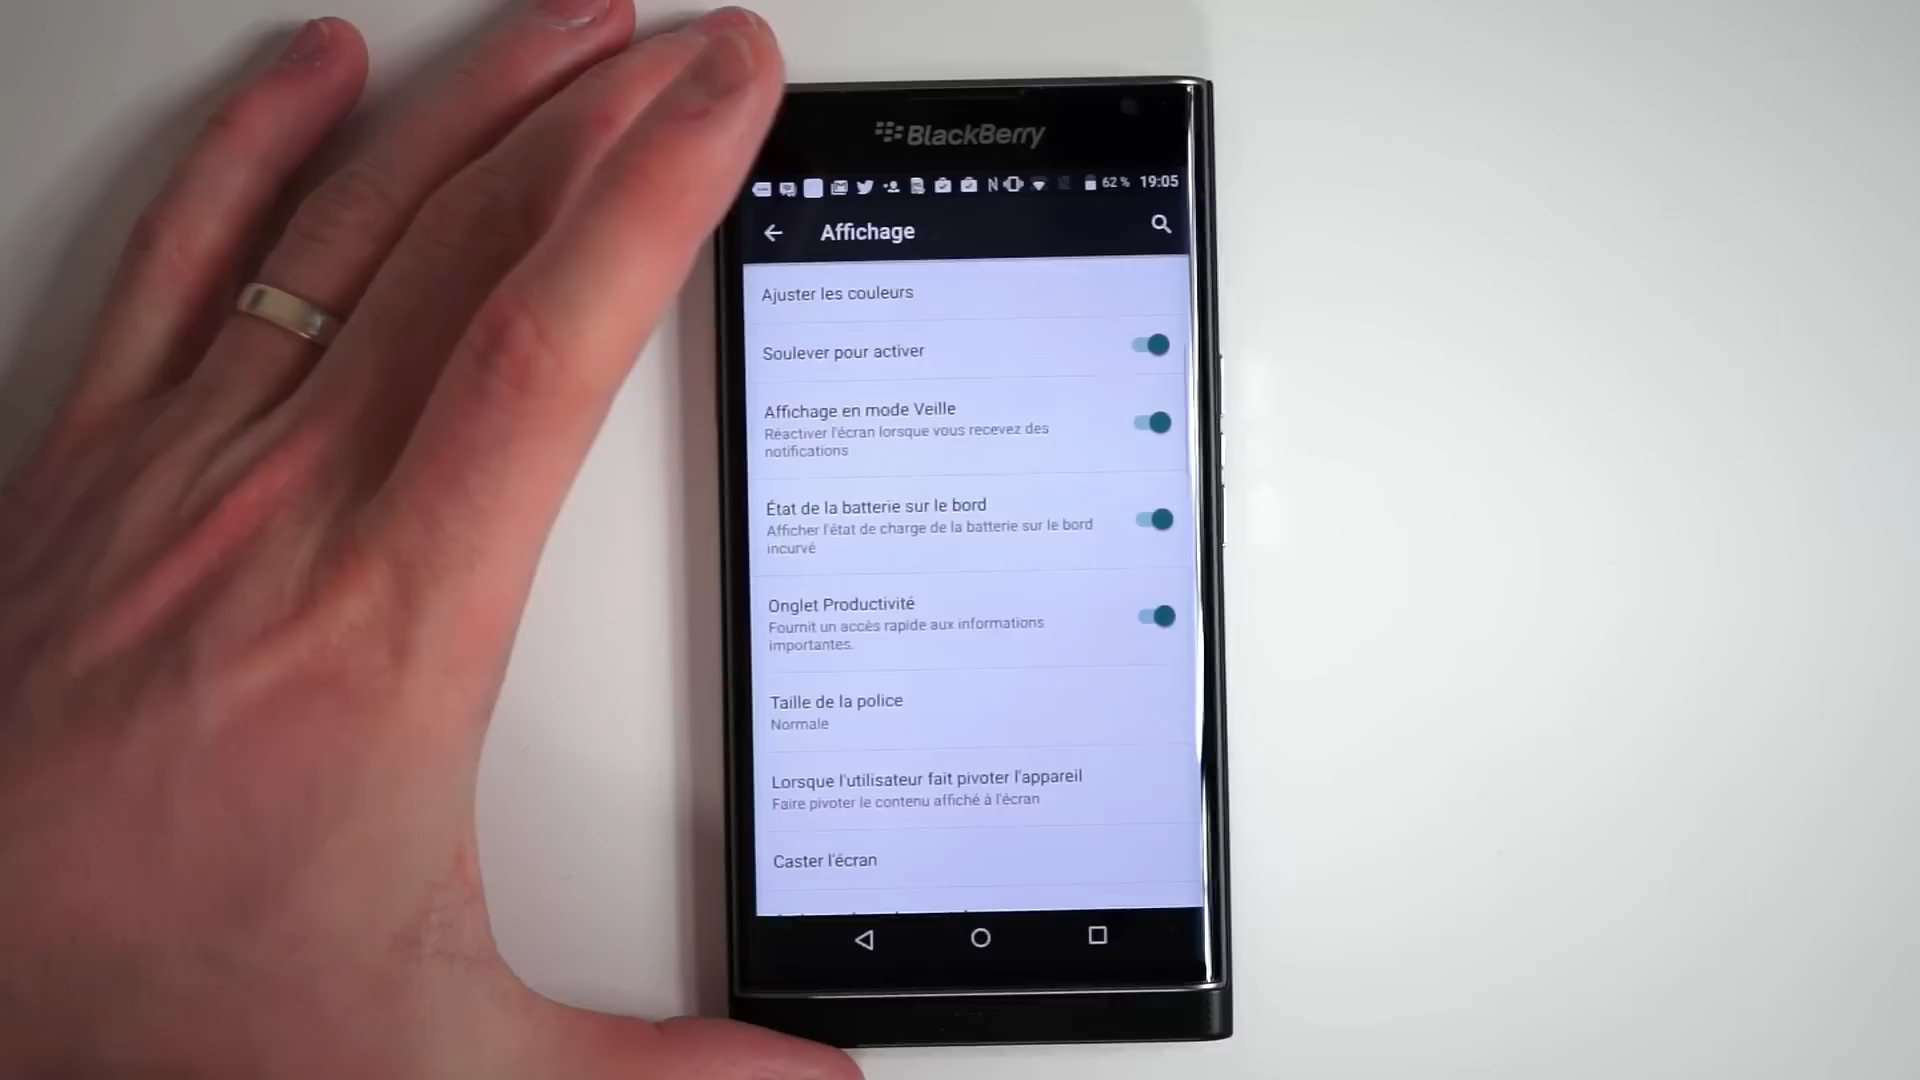 BlackBerry
62 % 19:05
Affichage
Ajuster les couleurs
Soulever pour activer
Affichage en mode Veille
Réactiver l'écran lorsque vous recevez des
notifications
État de la batterie sur le bord
Afficher l'état de charge de la batterie sur le bord
incurvé
Onglet Productivité
Fournit un accès rapide aux informations
importantes.
Taille de la police
Normale
Lorsque l'utilisateur fait pivoter l'appareil
Faire pivoter le contenu affiché à l'écran
Caster l'écran